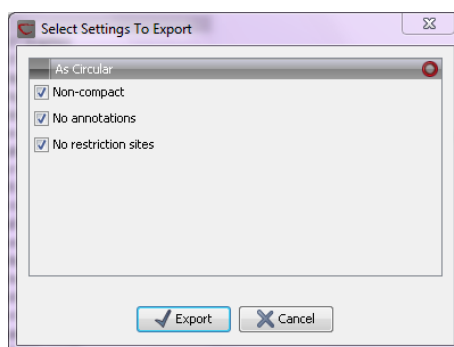 Select Settings To Export
As Circular
Non-compact
No annotations
No restriction sites
Export Cancel